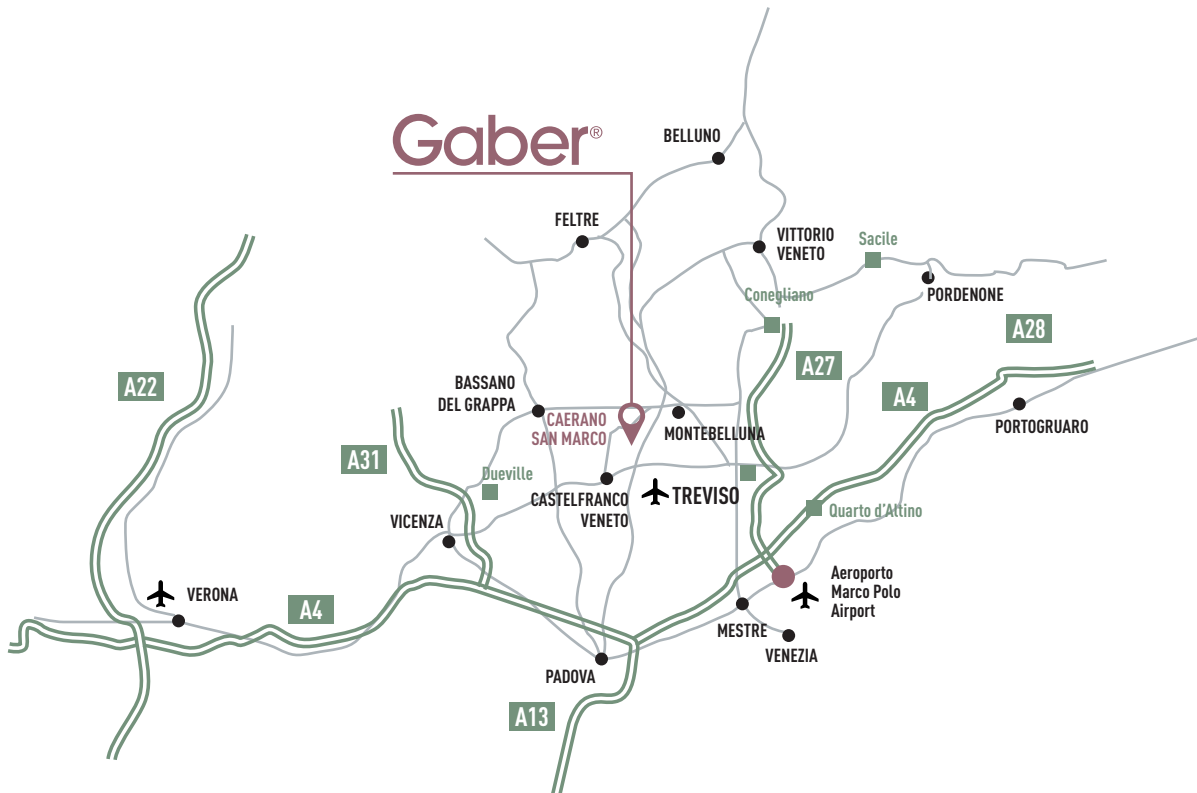 Gaber®
BELLUNO
FELTRE
VITTORIO
VENETO
Sacile
Conegliano
PORDENONE
A28
A27
A22
BASSANO
DEL GRAPPA
A4
CAERANO
SAN MARCO
MONTEBELLUNA
PORTOGRUARO
A31
Dueville
CASTELFRANCO
VENETO
TREVISO
Quarto d'Altino
VICENZA
VERONA
A4
Aeroporto
Marco Polo
Airport
MESTRE
VENEZIA
PADOVA
A13